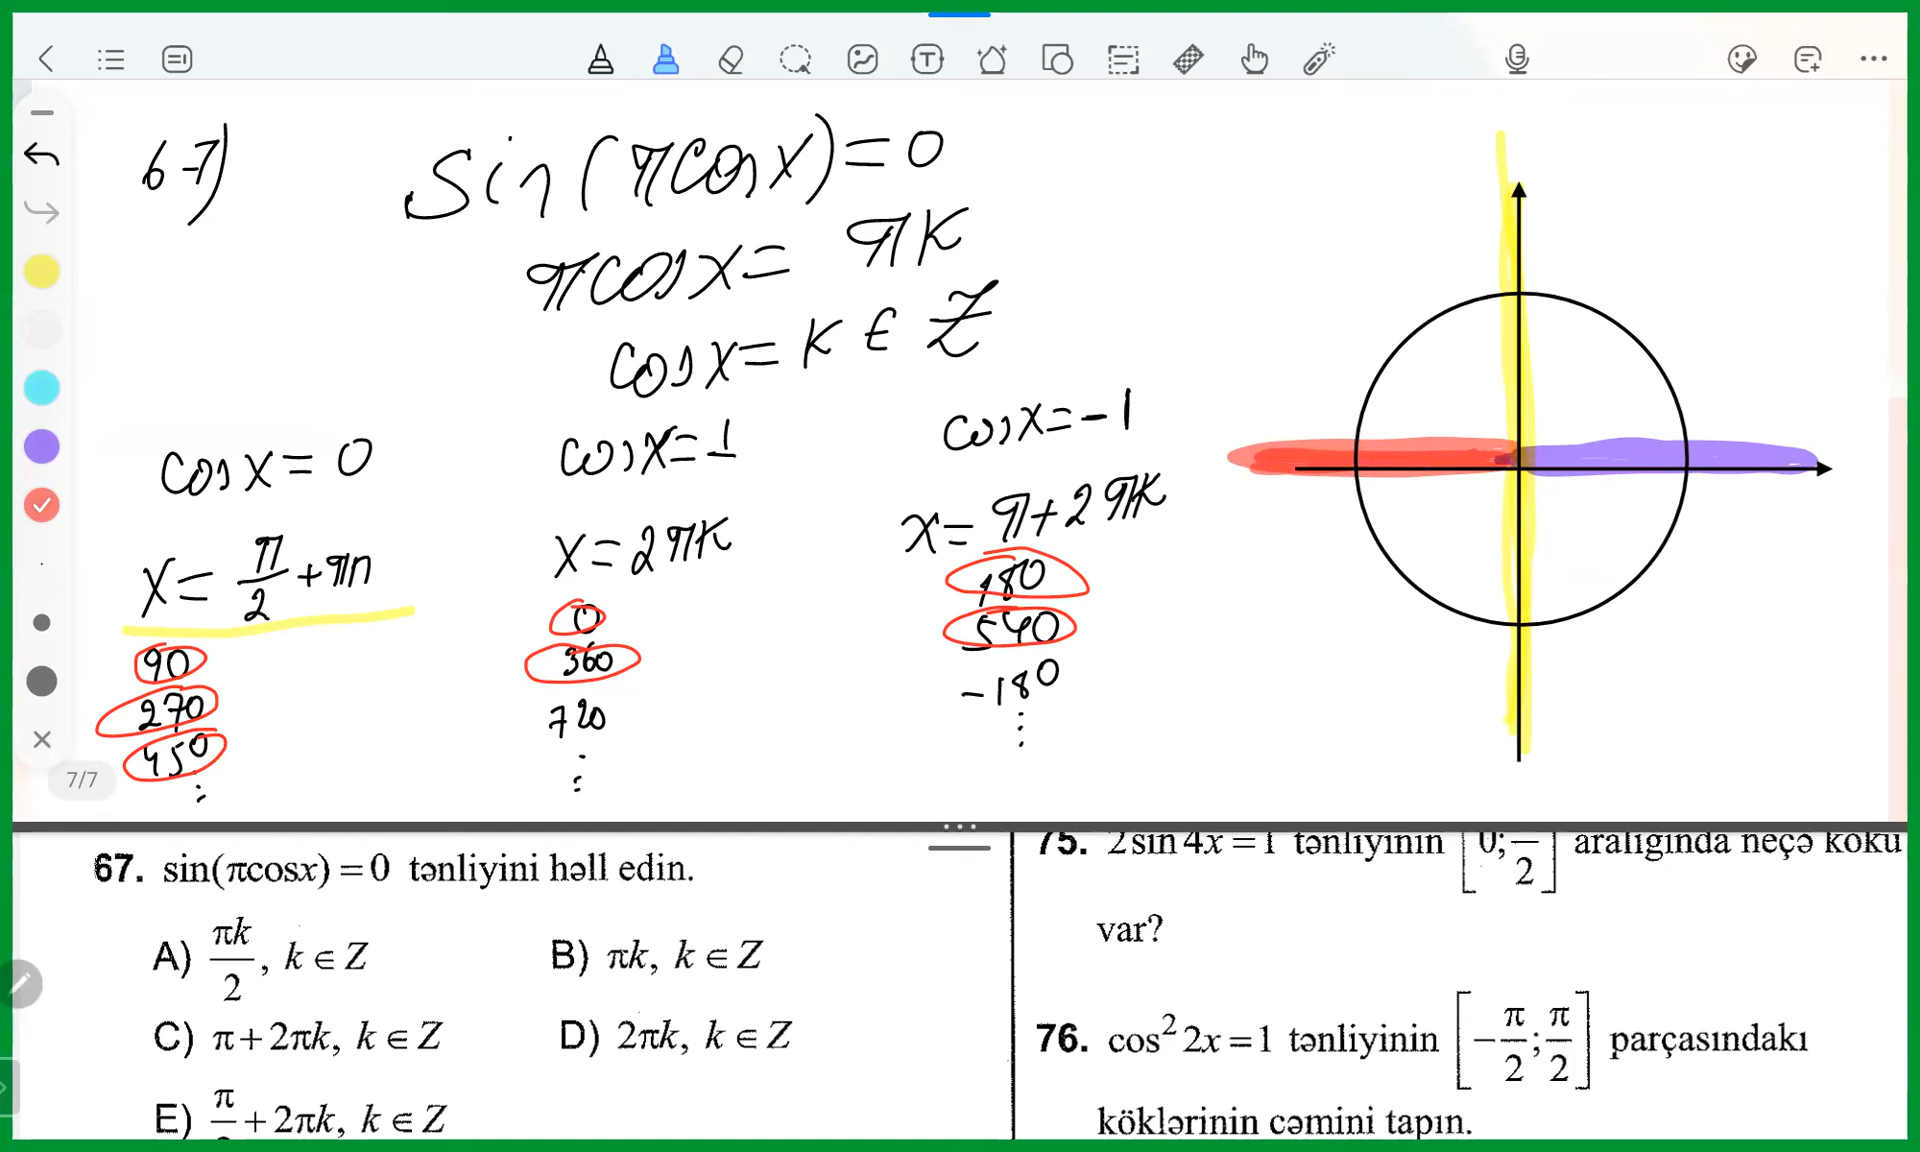 67)
sin(πcosx)=0
πcosx= πk
cosx= k ∈ Z
cosx=0
x= π/2 +πn
90
270
450
⋮
cosx=1
x=2πk
0
360
720
⋮
cosx=-1
x= π+2πk
180
540
-180
⋮
7/7
67. sin(πcosx)=0 tənliyini həll edin.
A) πk/2, k∈Z
B) πk, k∈Z
C) π+2πk, k∈Z
D) 2πk, k∈Z
E) π +2πk, k∈Z
75. 2sin4x=1 tənliyinin [0; /2] aralığında neçə kökü
var?
76. cos²2x=1 tənliyinin [-π/2; π/2] parçasındakı
köklərinin cəmini tapın.